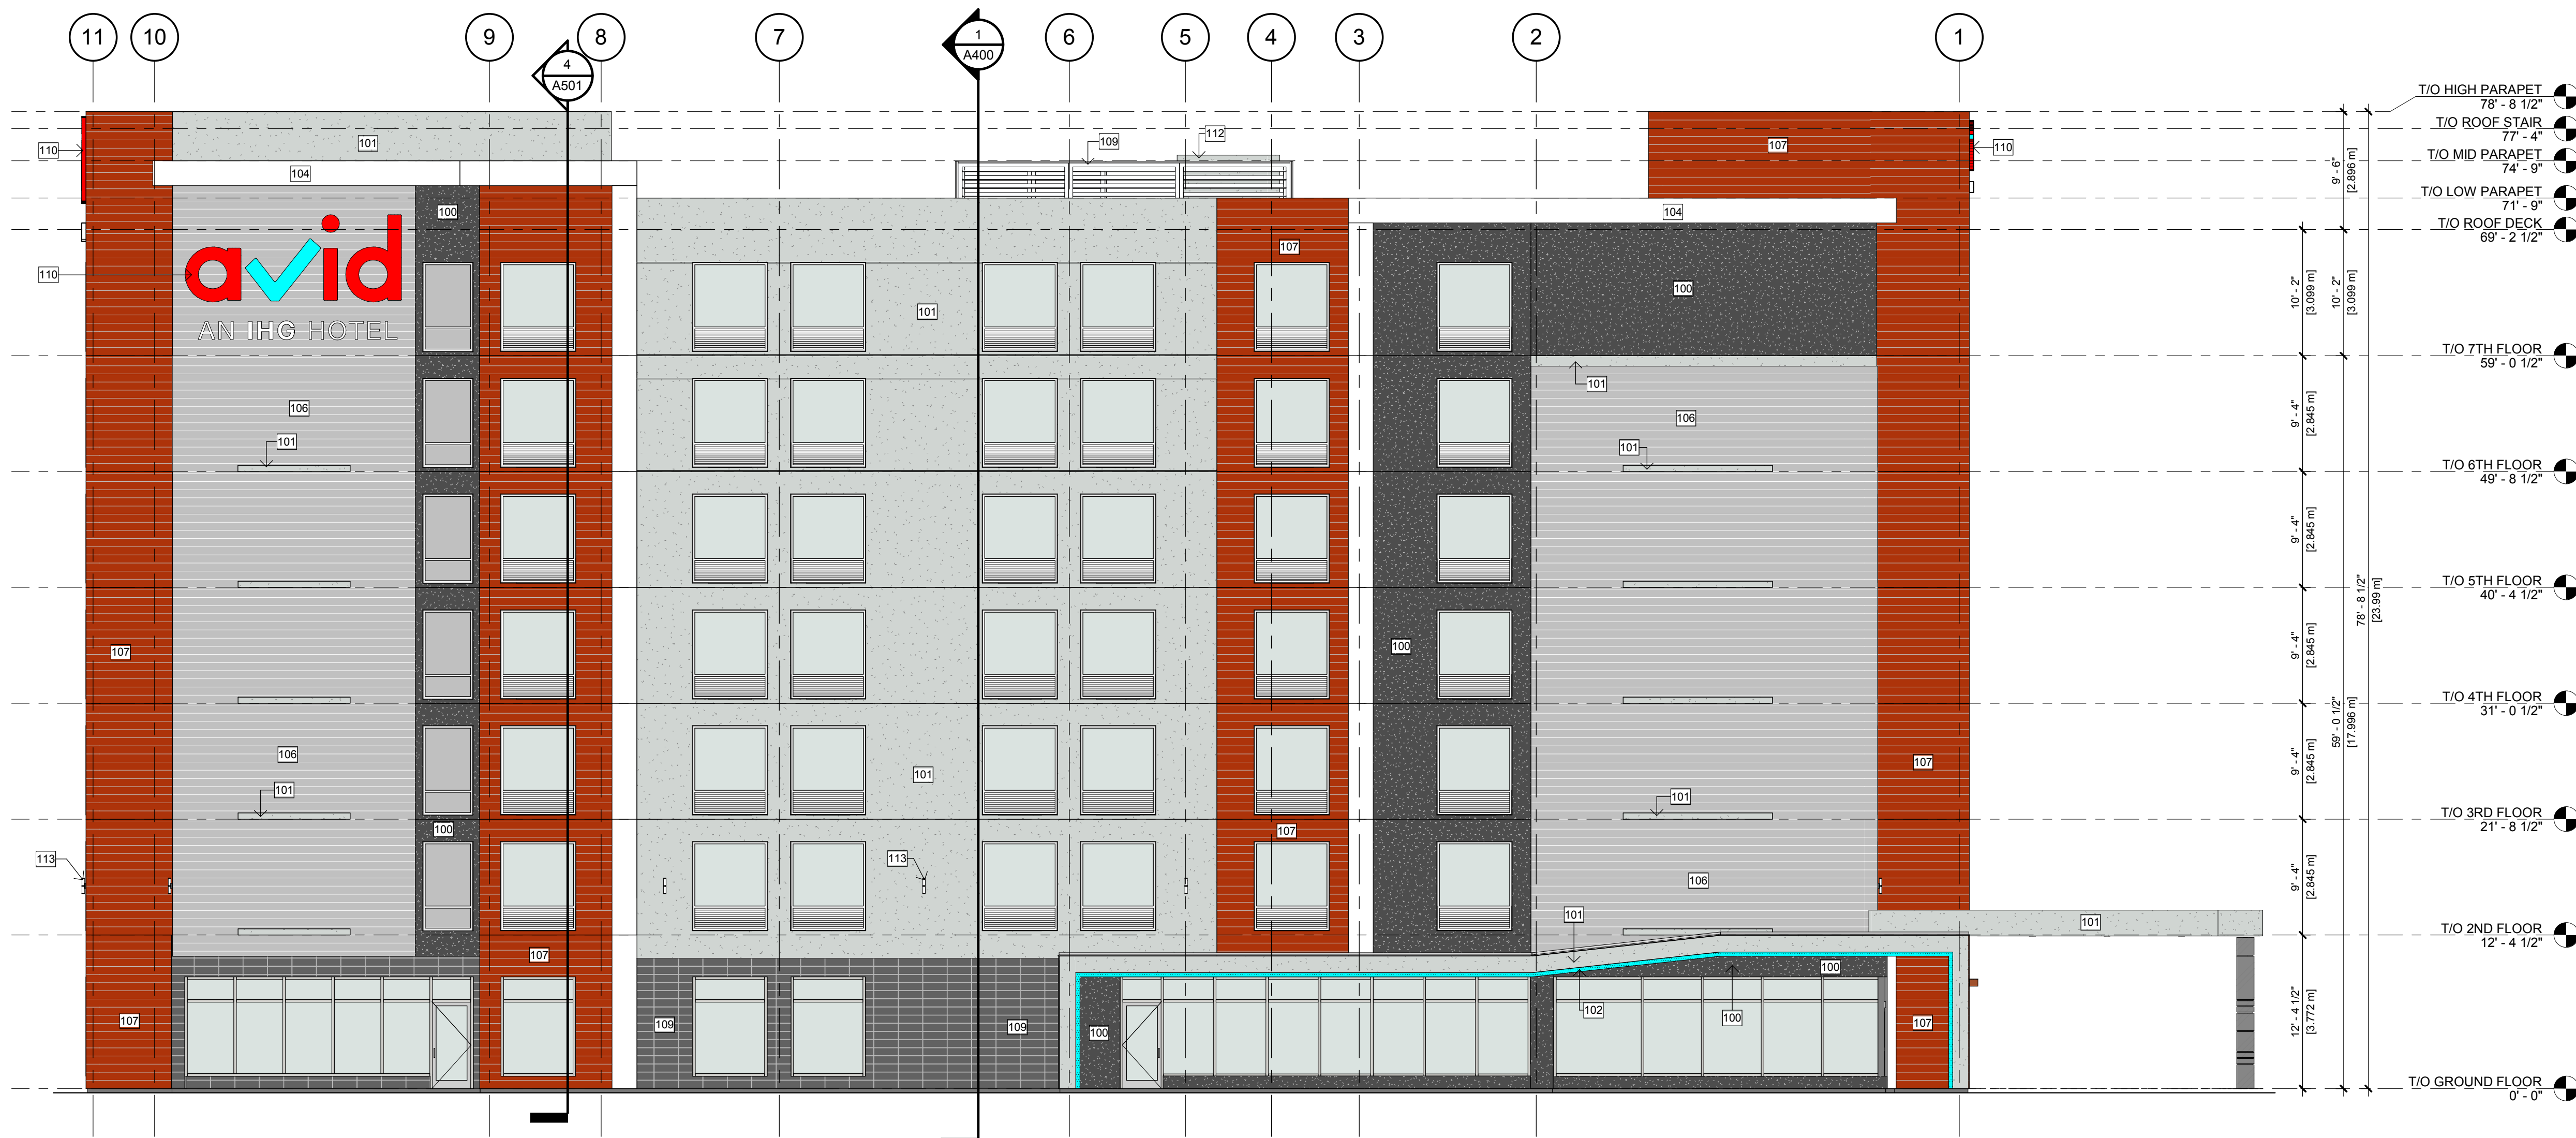 11 10 9 8 7 6 5 4 3 2 1
4
A501
1
A400
T/O HIGH PARAPET
78' - 8 1/2"
T/O ROOF STAIR
77' - 4"
T/O MID PARAPET
74' - 9"
T/O LOW PARAPET
71' - 9"
T/O ROOF DECK
69' - 2 1/2"
T/O 7TH FLOOR
59' - 0 1/2"
T/O 6TH FLOOR
49' - 8 1/2"
T/O 5TH FLOOR
40' - 4 1/2"
T/O 4TH FLOOR
31' - 0 1/2"
T/O 3RD FLOOR
21' - 8 1/2"
T/O 2ND FLOOR
12' - 4 1/2"
T/O GROUND FLOOR
0' - 0"
9' - 6"
[2.896 m]
10' - 2"
[3.099 m]
10' - 2"
[3.099 m]
9' - 4"
[2.845 m]
9' - 4"
[2.845 m]
9' - 4"
[2.845 m]
9' - 4"
[2.845 m]
9' - 4"
[2.845 m]
12' - 4 1/2"
[3.772 m]
59' - 0 1/2"
[17.996 m]
78' - 8 1/2"
[23.99 m]
110
101
109
112
107
110
104
100
104
107
avid
110
AN IHG HOTEL
101
100
101
106
106
101
101
107
100
106
101
101
107
101
100
107
113
113
106
101
101
107
100
109
109
100
102
100
107
107